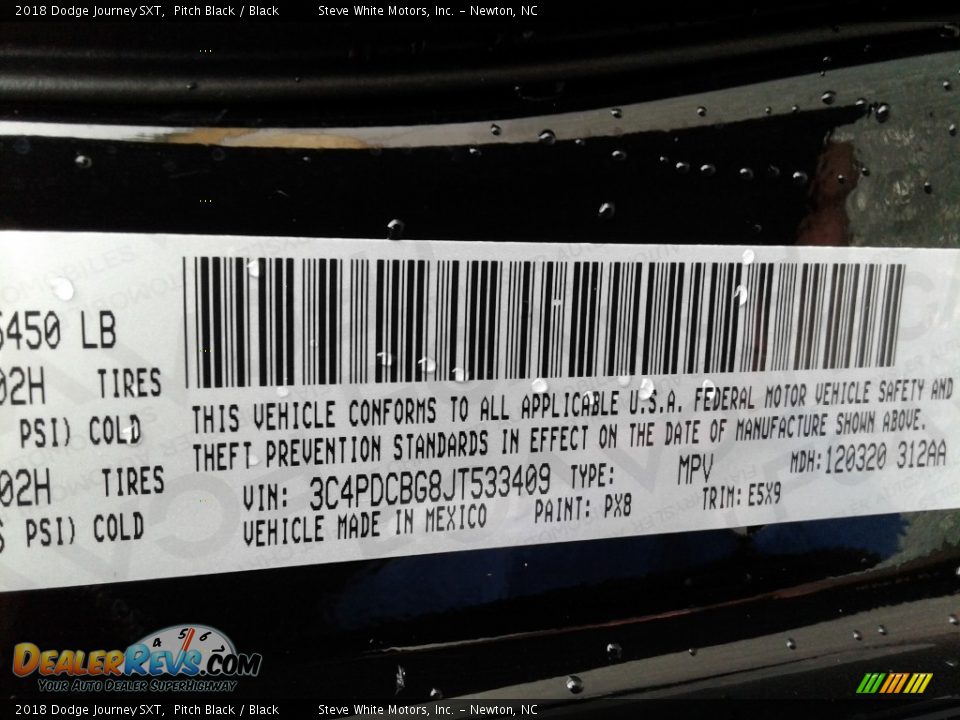 2018 Dodge Journey SXT, Pitch Black / Black Steve White Motors, Inc. - Newton, NC
5450 LB
02H TIRES
PSI) COLD
02H TIRES
PSI) COLD
THIS VEHICLE CONFORMS TO ALL APPLICABLE U.S.A. FEDERAL MOTOR VEHICLE SAFETY AND
THEFT PREVENTION STANDARDS IN EFFECT ON THE DATE OF MANUFACTURE SHOWN ABOVE.
VIN: 3C4PDCBG8JT533409 TYPE: MPV MDH: 120320 312AA
VEHICLE MADE IN MEXICO PAINT: PX8 TRIM: E5X9
4 5 6
DEALERREVS.COM
YOUR AUTO DEALER SUPERHIGHWAY
2018 Dodge Journey SXT, Pitch Black / Black Steve White Motors, Inc. - Newton, NC